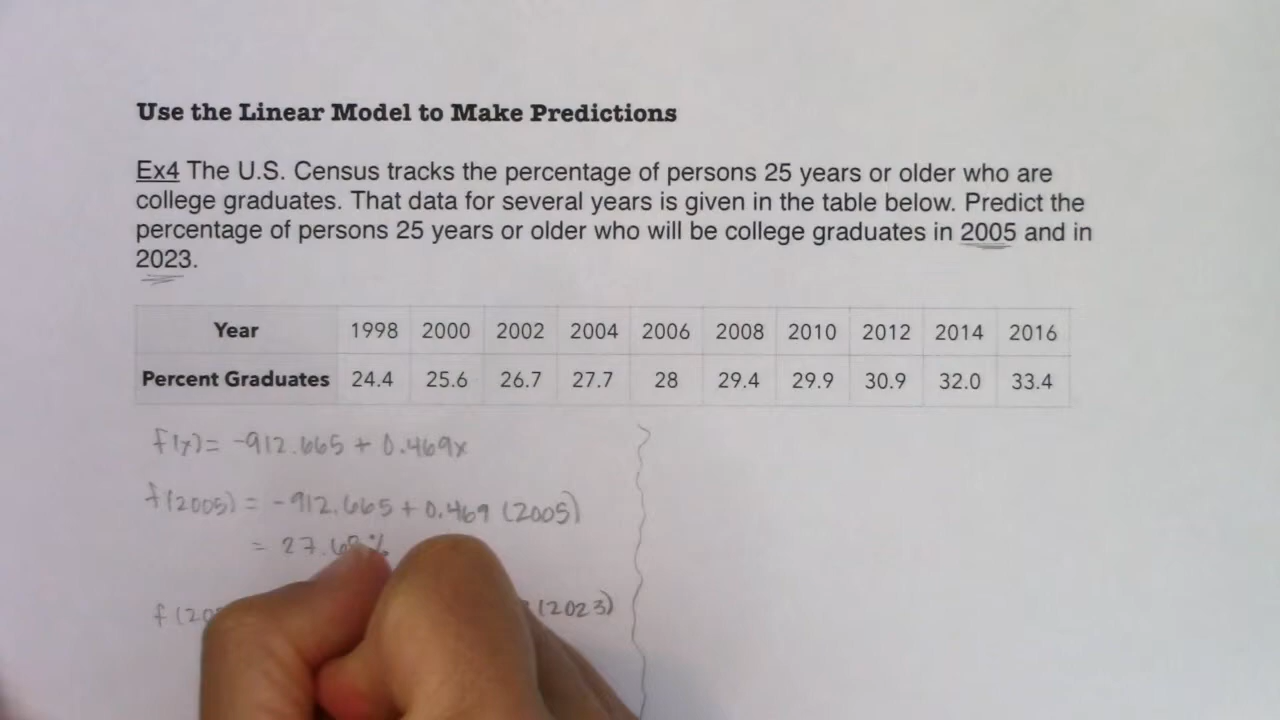 Use the Linear Model to Make Predictions
Ex4 The U.S. Census tracks the percentage of persons 25 years or older who are
college graduates. That data for several years is given in the table below. Predict the
percentage of persons 25 years or older who will be college graduates in 2005 and in
2023.
Year 1998 2000 2002 2004 2006 2008 2010 2012 2014 2016
Percent Graduates 24.4 25.6 26.7 27.7 28 29.4 29.9 30.9 32.0 33.4
f(x) = -912.665 + 0.469x
f(2005) = -912.665 + 0.469 (2005)
= 27.68%
f(20 (2023)